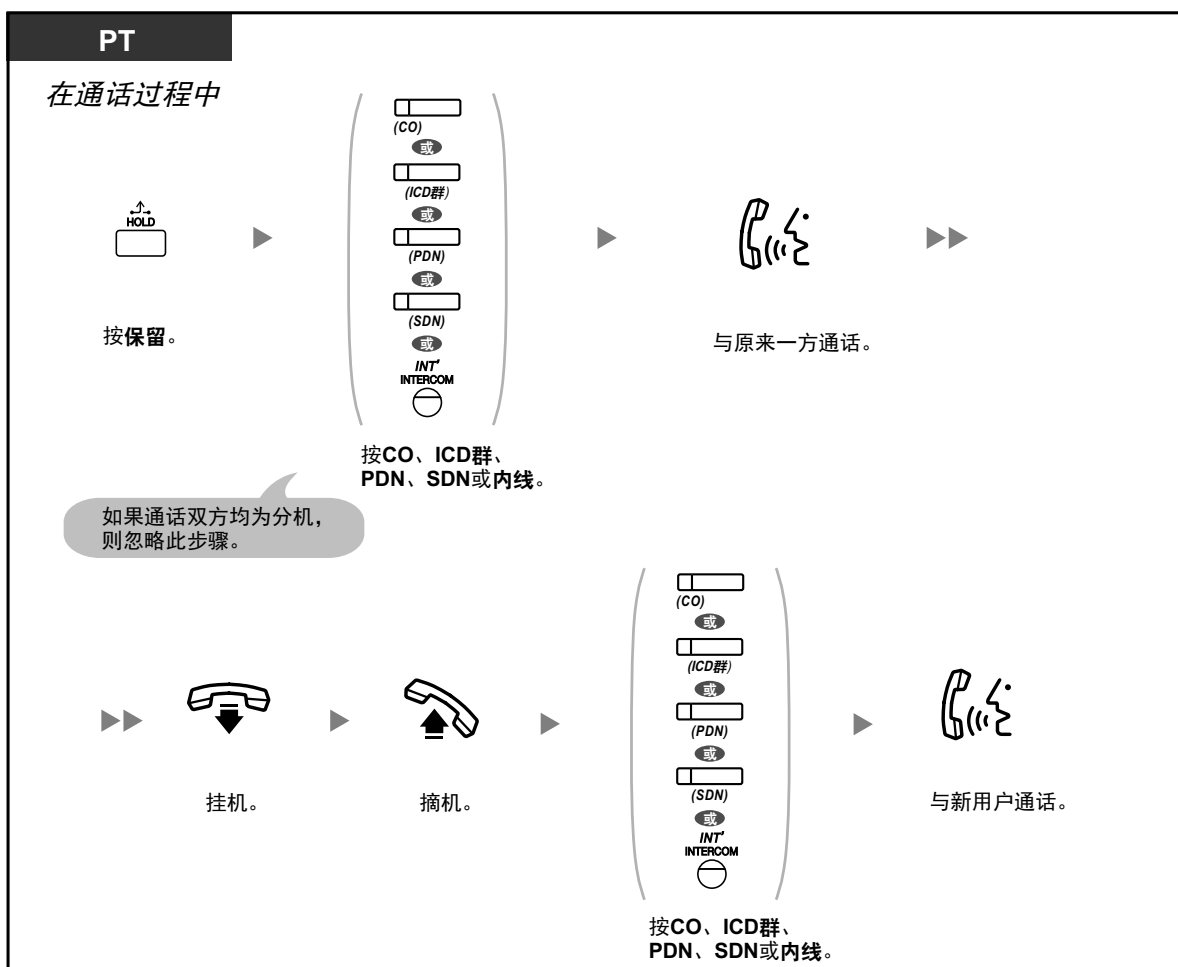 PT
在通话过程中
HOLD
按保留。
(CO)
或
(ICD群)
或
(PDN)
或
(SDN)
或
INT'
INTERCOM
按CO、ICD群、
PDN、SDN或内线。
与原来一方通话。
如果通话双方均为分机，
则忽略此步骤。
挂机。
摘机。
(CO)
或
(ICD群)
或
(PDN)
或
(SDN)
或
INT'
INTERCOM
按CO、ICD群、
PDN、SDN或内线。
与新用户通话。